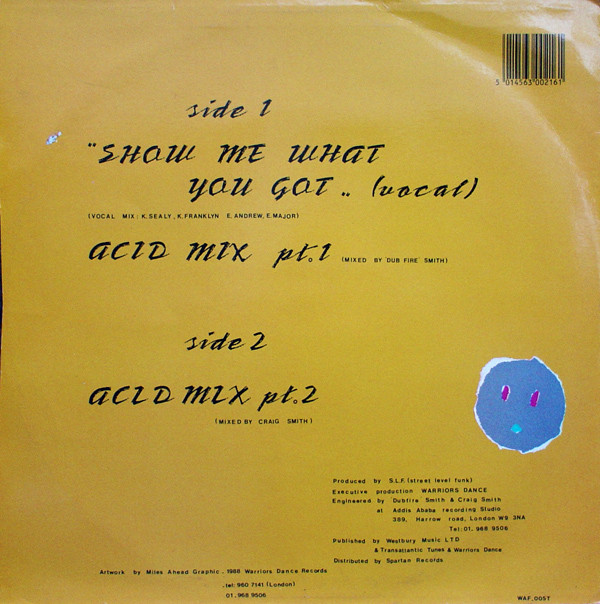 5 014563 002161
side 1
"SHOW ME WHAT
YOU GOT .. (vocal)
(VOCAL MIX: K.SEALY, K.FRANKLYN E.ANDREW, E.MAJOR)
ACID MIX pt.1 (MIXED BY DUB FIRE SMITH)
side 2
ACID MIX pt.2
(MIXED BY CRAIG SMITH)
Produced by S.L.F. (street level funk)
Executive production WARRIORS DANCE
Engineered by Dubfire Smith & Craig Smith
at Addis Ababa recording Studio
389, Harrow road, London W9 3NA
Tel: 01. 968 9506
Published by Westbury Music LTD
& Transatlantic Tunes & Warriors Dance
Distributed by Spartan Records
Artwork by Miles Ahead Graphic . 1988 Warriors Dance Records
.tel: 960 7141 (London)
01. 968 9506
WAF_00ST